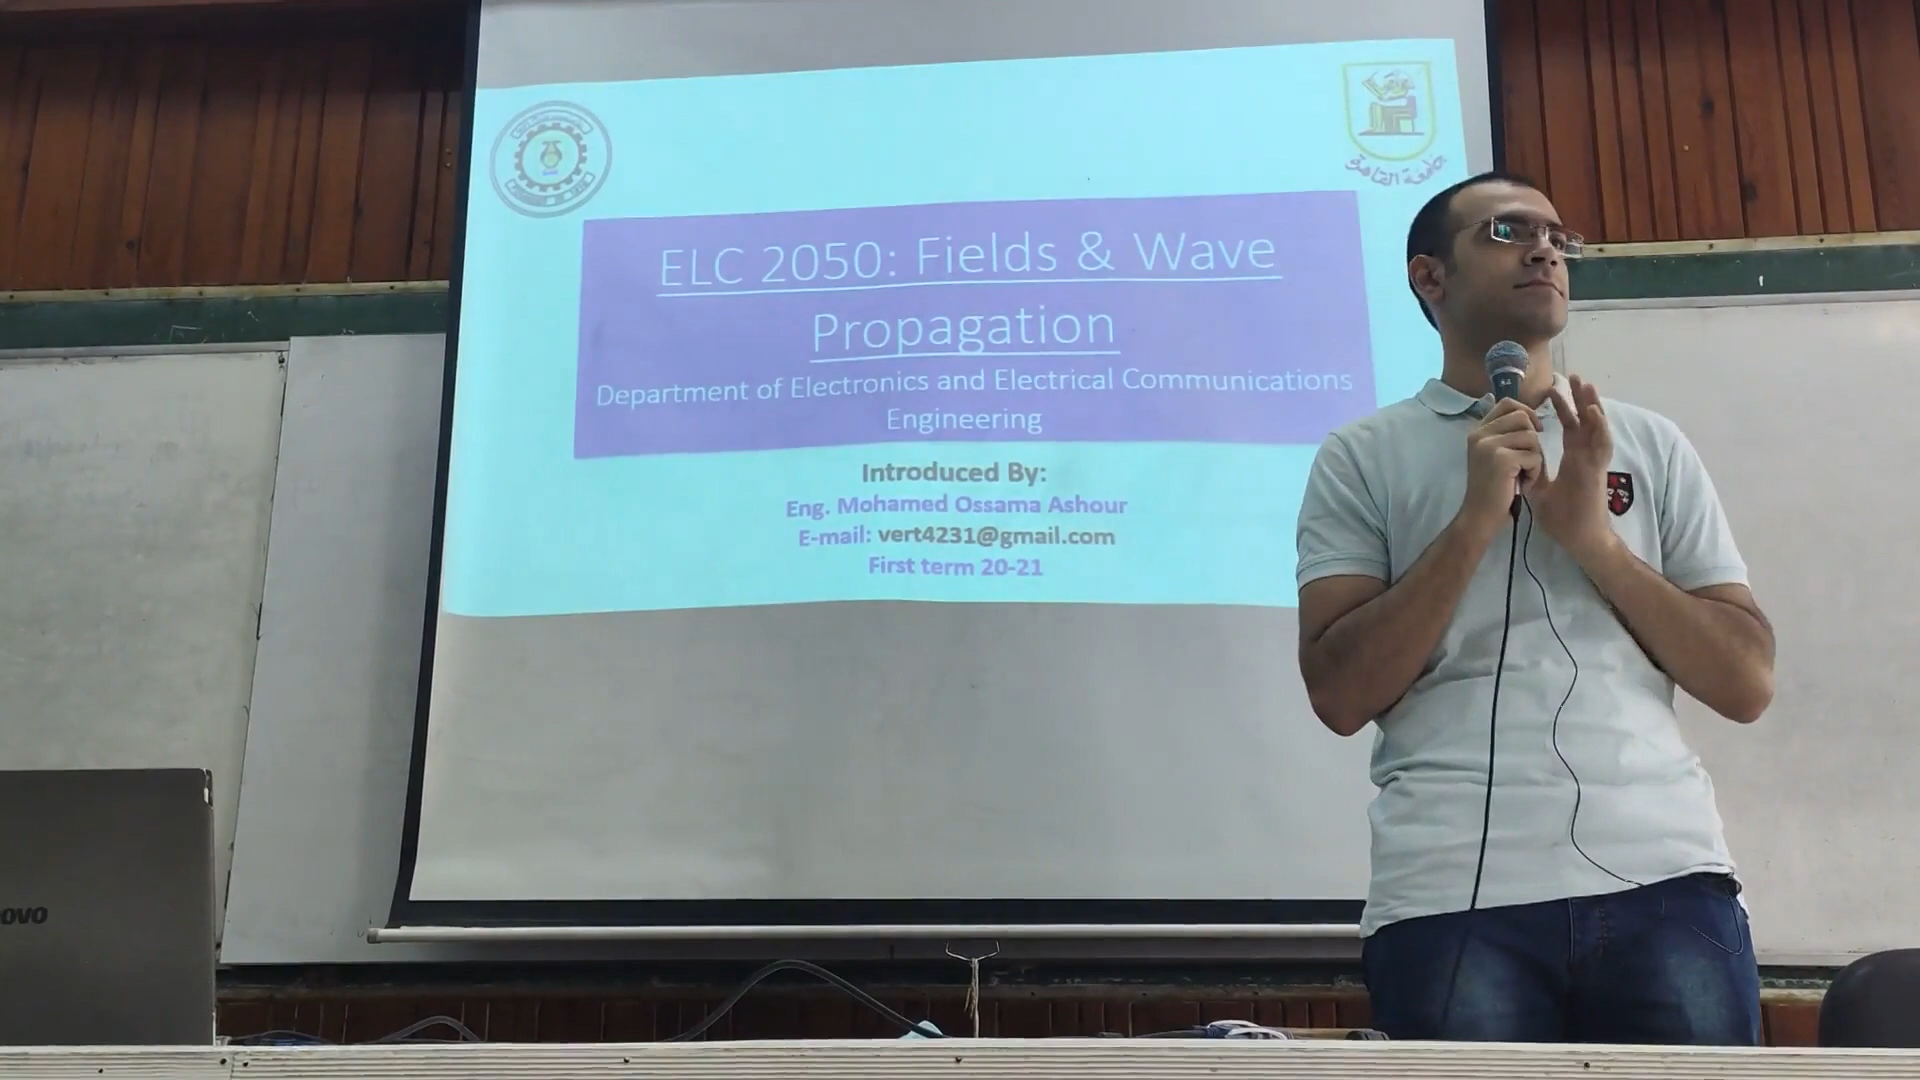 جامعة القاهرة
ELC 2050: Fields & Wave
Propagation
Department of Electronics and Electrical Communications
Engineering
Introduced By:
Eng. Mohamed Ossama Ashour
E-mail: vert4231@gmail.com
First term 20-21
ovo